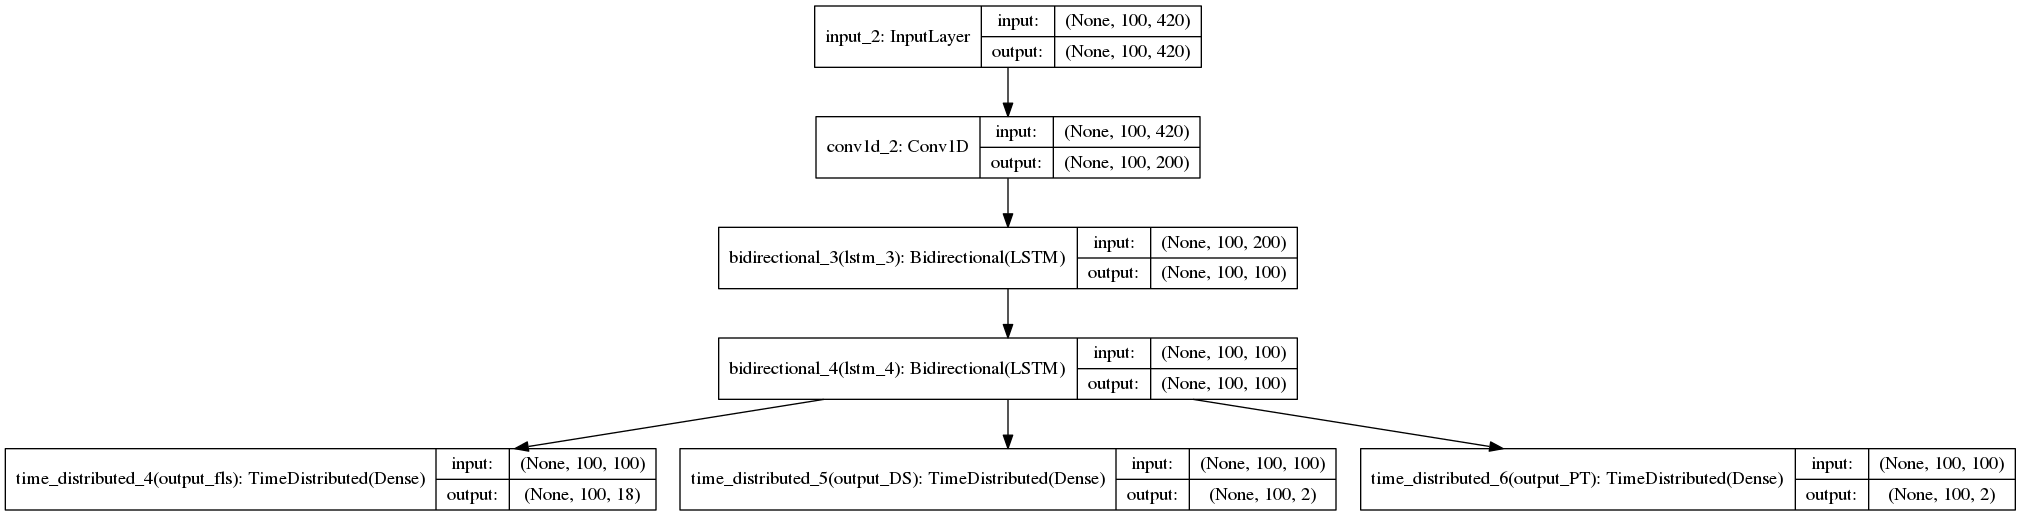 input_2: InputLayer
input:
(None, 100, 420)
output:
(None, 100, 420)
conv1d_2: Conv1D
input:
(None, 100, 420)
output:
(None, 100, 200)
bidirectional_3(lstm_3): Bidirectional(LSTM)
input:
(None, 100, 200)
output:
(None, 100, 100)
bidirectional_4(lstm_4): Bidirectional(LSTM)
input:
(None, 100, 100)
output:
(None, 100, 100)
time_distributed_4(output_fls): TimeDistributed(Dense)
input:
(None, 100, 100)
output:
(None, 100, 18)
time_distributed_5(output_DS): TimeDistributed(Dense)
input:
(None, 100, 100)
output:
(None, 100, 2)
time_distributed_6(output_PT): TimeDistributed(Dense)
input:
(None, 100, 100)
output:
(None, 100, 2)